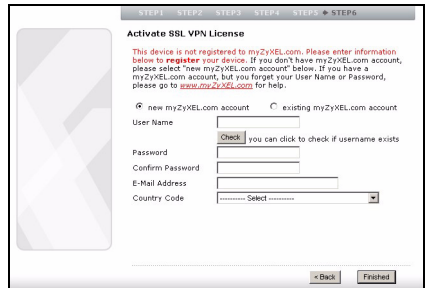 STEP1 STEP2 STEP3 STEP4 STEP5 ◆ STEP6
Activate SSL VPN License
This device is not registered to myZyXEL.com. Please enter information
below to register your device. If you don't have myZyXEL.com account,
please select "new myZyXEL.com account" below. If you have a
myZyXEL.com account, but you forget your User Name or Password,
please go to www.myZyXEL.com for help.
new myZyXEL.com account existing myZyXEL.com account
User Name
Check you can click to check if username exists
Password
Confirm Password
E-Mail Address
Country Code ---------- Select ----------
< Back Finished